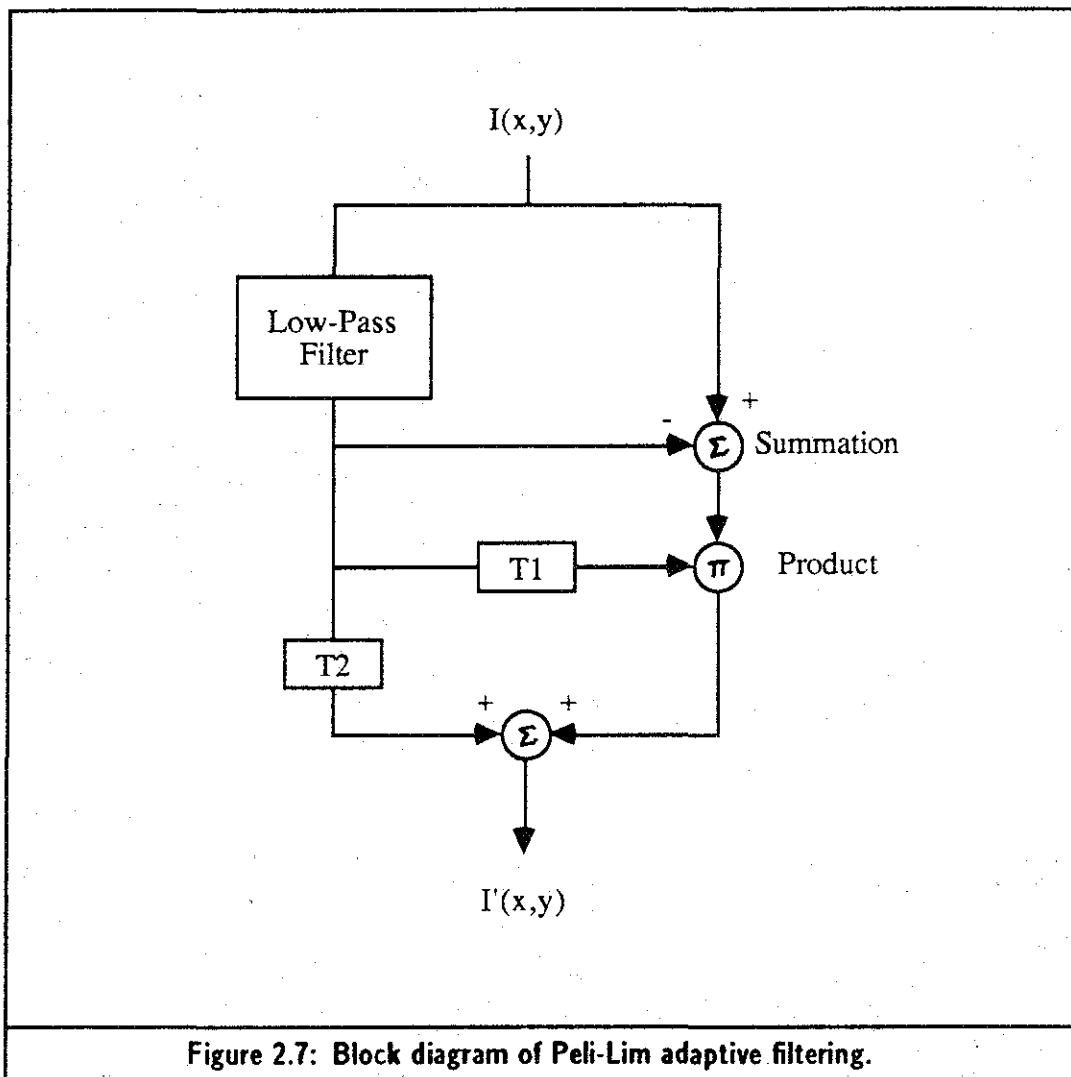 I(x,y)
Low-Pass
Filter
+
-
Σ Summation
T1
π Product
T2
+ +
Σ
I'(x,y)
Figure 2.7: Block diagram of Peli-Lim adaptive filtering.